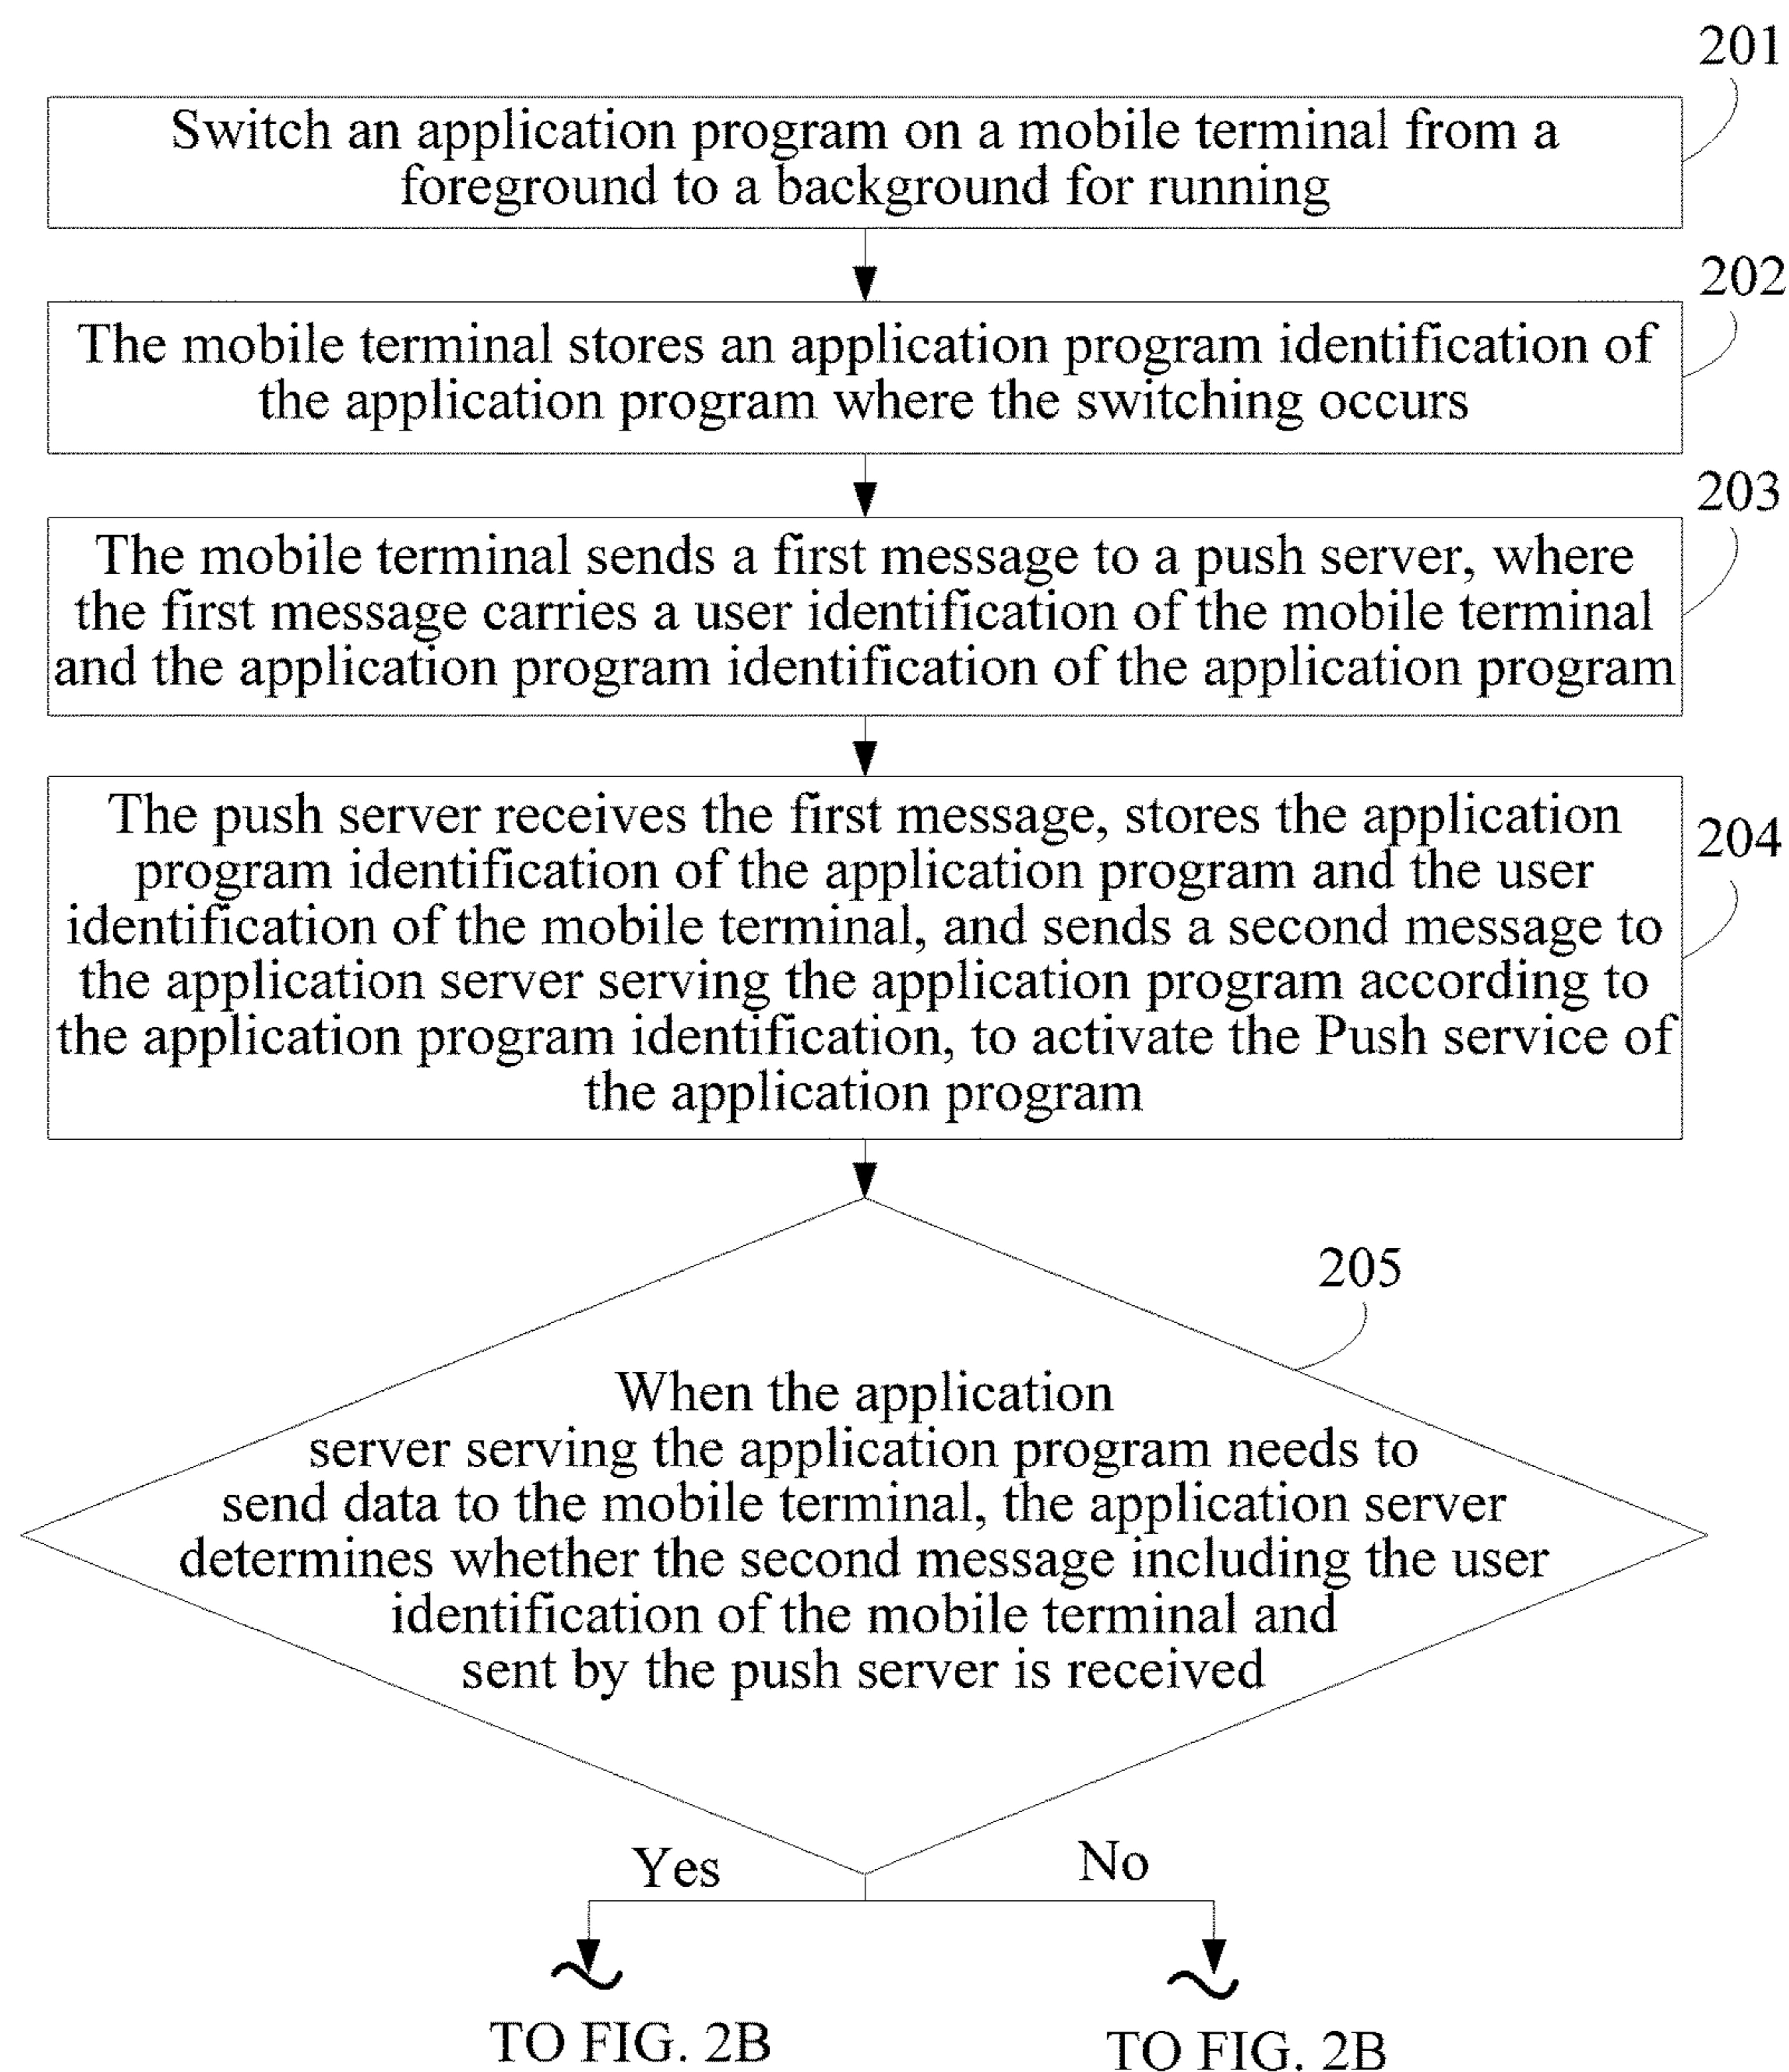 201
Switch an application program on a mobile terminal from a
foreground to a background for running
202
The mobile terminal stores an application program identification of
the application program where the switching occurs
203
The mobile terminal sends a first message to a push server, where
the first message carries a user identification of the mobile terminal
and the application program identification of the application program
204
The push server receives the first message, stores the application
program identification of the application program and the user
identification of the mobile terminal, and sends a second message to
the application server serving the application program according to
the application program identification, to activate the Push service of
the application program
205
When the application
server serving the application program needs to
send data to the mobile terminal, the application server
determines whether the second message including the user
identification of the mobile terminal and
sent by the push server is received
Yes
No
TO FIG. 2B
TO FIG. 2B